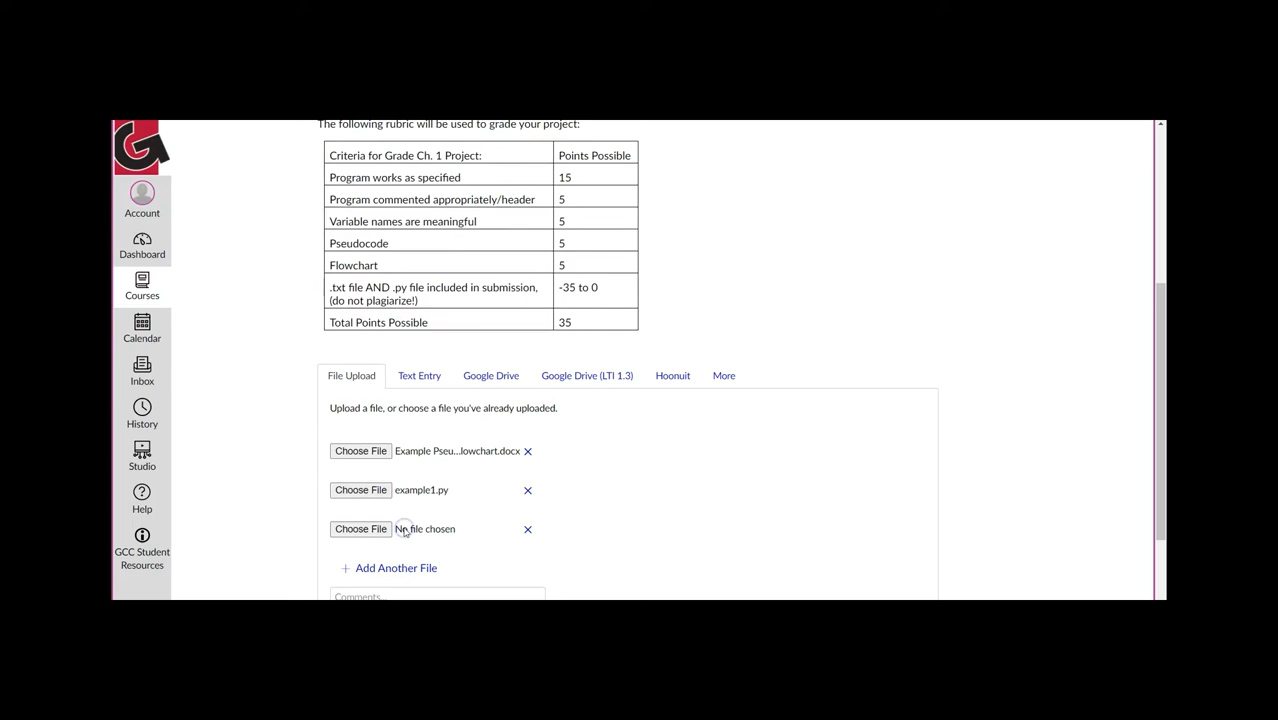 The following rubric will be used to grade your project:
Criteria for Grade Ch. 1 Project: Points Possible
Program works as specified 15
Program commented appropriately/header 5
Variable names are meaningful 5
Pseudocode 5
Flowchart 5
.txt file AND .py file included in submission, -35 to 0
(do not plagiarize!)
Total Points Possible 35
Account
Dashboard
Courses
Calendar
Inbox
History
Studio
Help
GCC Student
Resources
File Upload Text Entry Google Drive Google Drive (LTI 1.3) Hoonuit More
Upload a file, or choose a file you've already uploaded.
Choose File Example Pseu...lowchart.docx ×
Choose File example1.py ×
Choose File No file chosen ×
+ Add Another File
Comments...